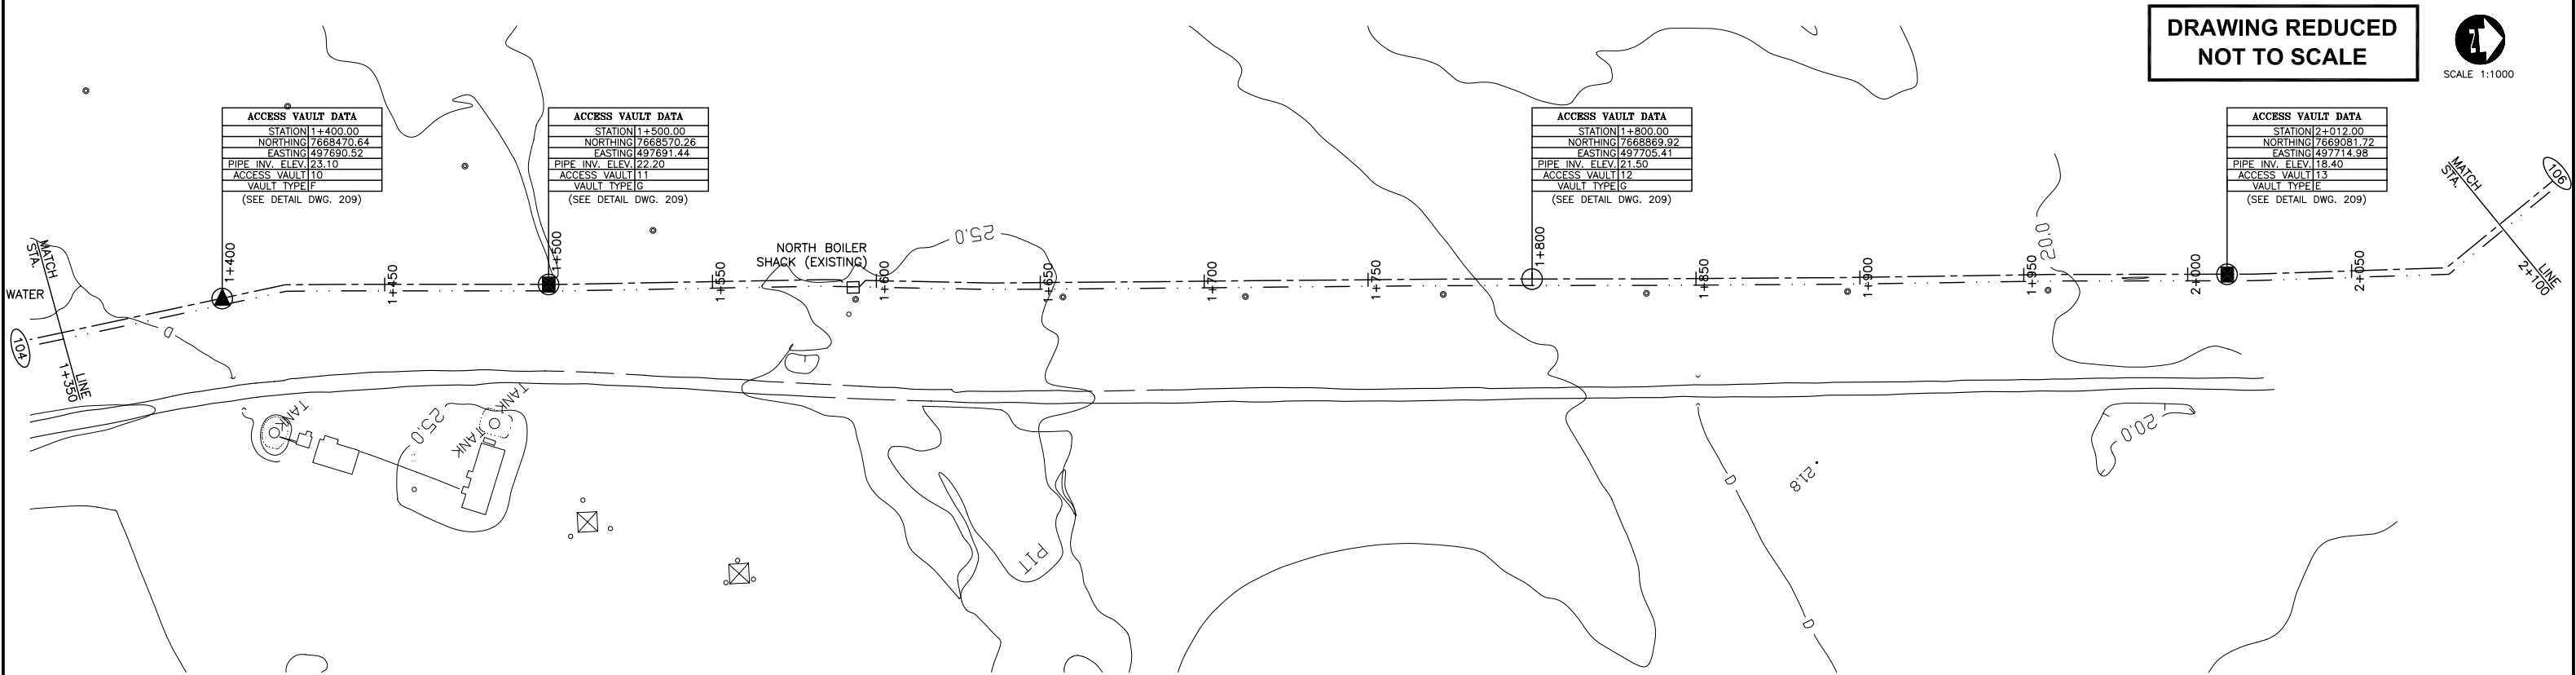 DRAWING REDUCED
NOT TO SCALE
SCALE 1:1000
ACCESS VAULT DATA
STATION 1+400.00
NORTHING 7668470.64
EASTING 497690.52
PIPE INV. ELEV. 23.10
ACCESS VAULT 10
VAULT TYPE F
(SEE DETAIL DWG. 209)
ACCESS VAULT DATA
STATION 1+500.00
NORTHING 7668570.26
EASTING 497691.44
PIPE INV. ELEV. 22.20
ACCESS VAULT 11
VAULT TYPE G
(SEE DETAIL DWG. 209)
ACCESS VAULT DATA
STATION 1+800.00
NORTHING 7668869.92
EASTING 497705.41
PIPE INV. ELEV. 21.50
ACCESS VAULT 12
VAULT TYPE G
(SEE DETAIL DWG. 209)
ACCESS VAULT DATA
STATION 2+012.00
NORTHING 7669081.72
EASTING 497714.98
PIPE INV. ELEV. 18.40
ACCESS VAULT 13
VAULT TYPE E
(SEE DETAIL DWG. 209)
MATCH LINE
STA. 1+350
WATER
104
1+400
1+450
1+500
1+550
NORTH BOILER
SHACK (EXISTING)
1+600
25.0
1+650
1+700
1+750
1+800
1+850
1+900
1+950
20.0
2+000
2+050
MATCH LINE
STA. 2+100
106
D
TANK
25.0
TANK
TANK
PIT
D
D
21.8
20.0